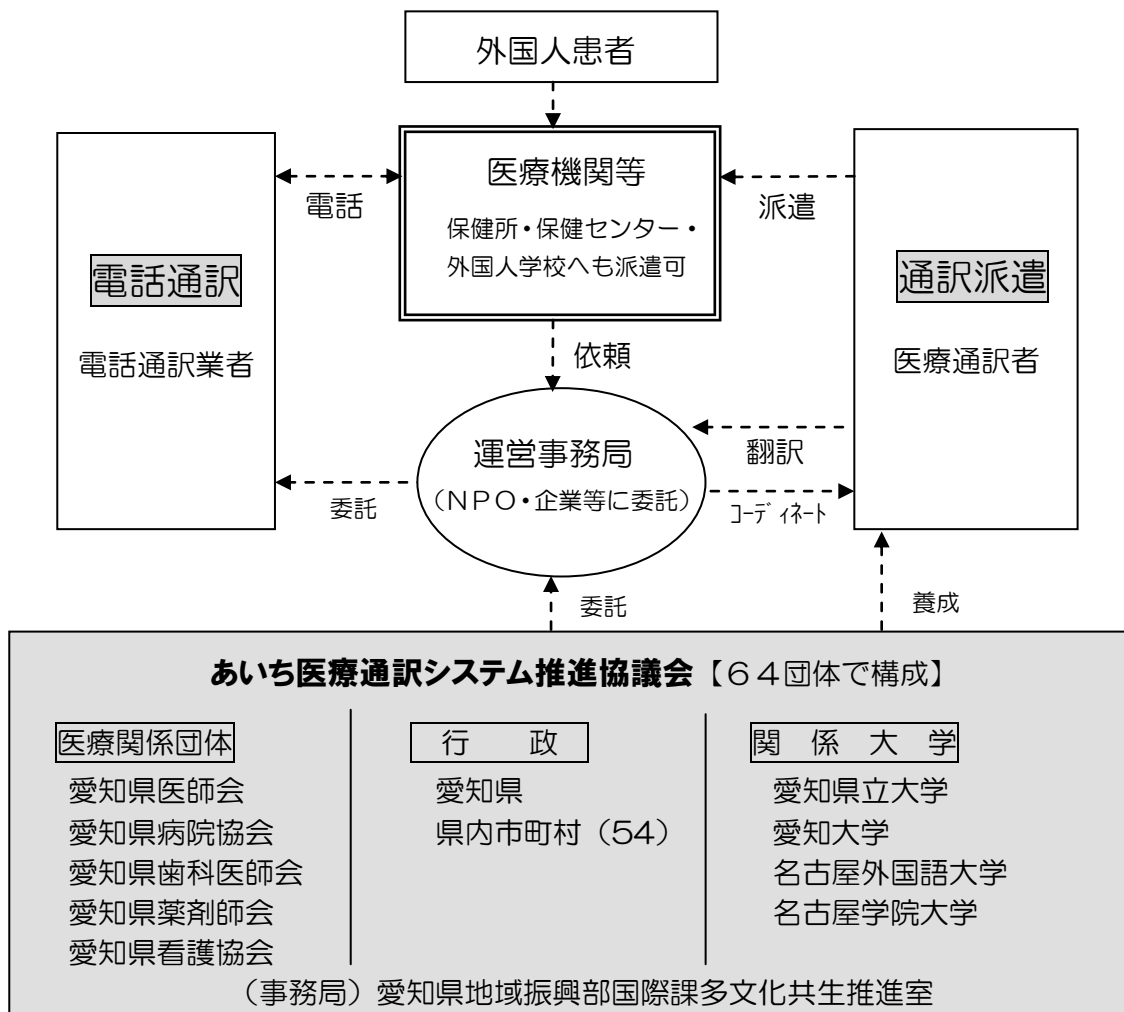 外国人患者
医療機関等
保健所・保健センター・
外国人学校へも派遣可
電話
派遣
電話通訳
電話通訳業者
通訳派遣
医療通訳者
依頼
運営事務局
（ＮＰＯ・企業等に委託）
翻訳
委託
ｺｰﾃﾞｨﾈｰﾄ
委託
養成
あいち医療通訳システム推進協議会【６４団体で構成】
医療関係団体
愛知県医師会
愛知県病院協会
愛知県歯科医師会
愛知県薬剤師会
愛知県看護協会
行　政
愛知県
県内市町村（54）
関 係 大 学
愛知県立大学
愛知大学
名古屋外国語大学
名古屋学院大学
（事務局）愛知県地域振興部国際課多文化共生推進室